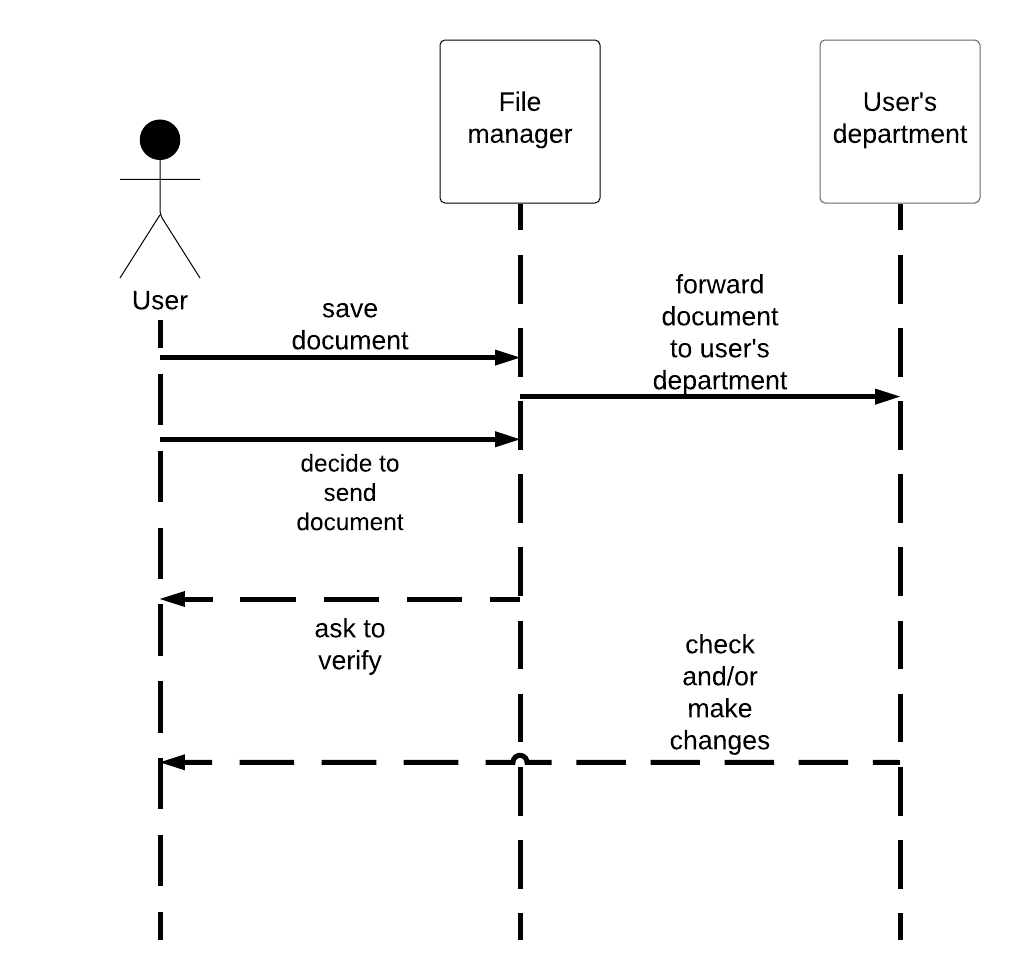 File
manager
User's
department
User
save
document
forward
document
to user's
department
decide to
send
document
ask to
verify
check
and/or
make
changes